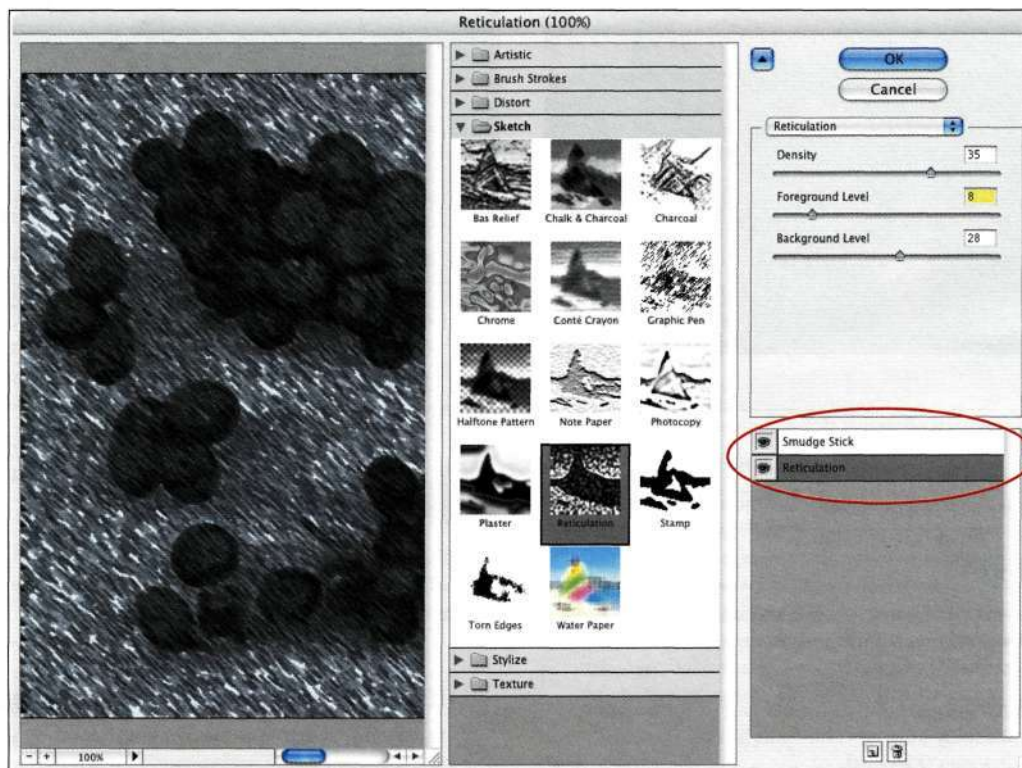 Reticulation (100%)
Artistic
Brush Strokes
Distort
Sketch
Bas Relief Chalk & Charcoal Charcoal
Chrome Conté Crayon Graphic Pen
Halftone Pattern Note Paper Photocopy
Plaster Reticulation Stamp
Torn Edges Water Paper
Stylize
Texture
- + 100%
OK
Cancel
Reticulation
Density 35
Foreground Level 8
Background Level 28
Smudge Stick
Reticulation